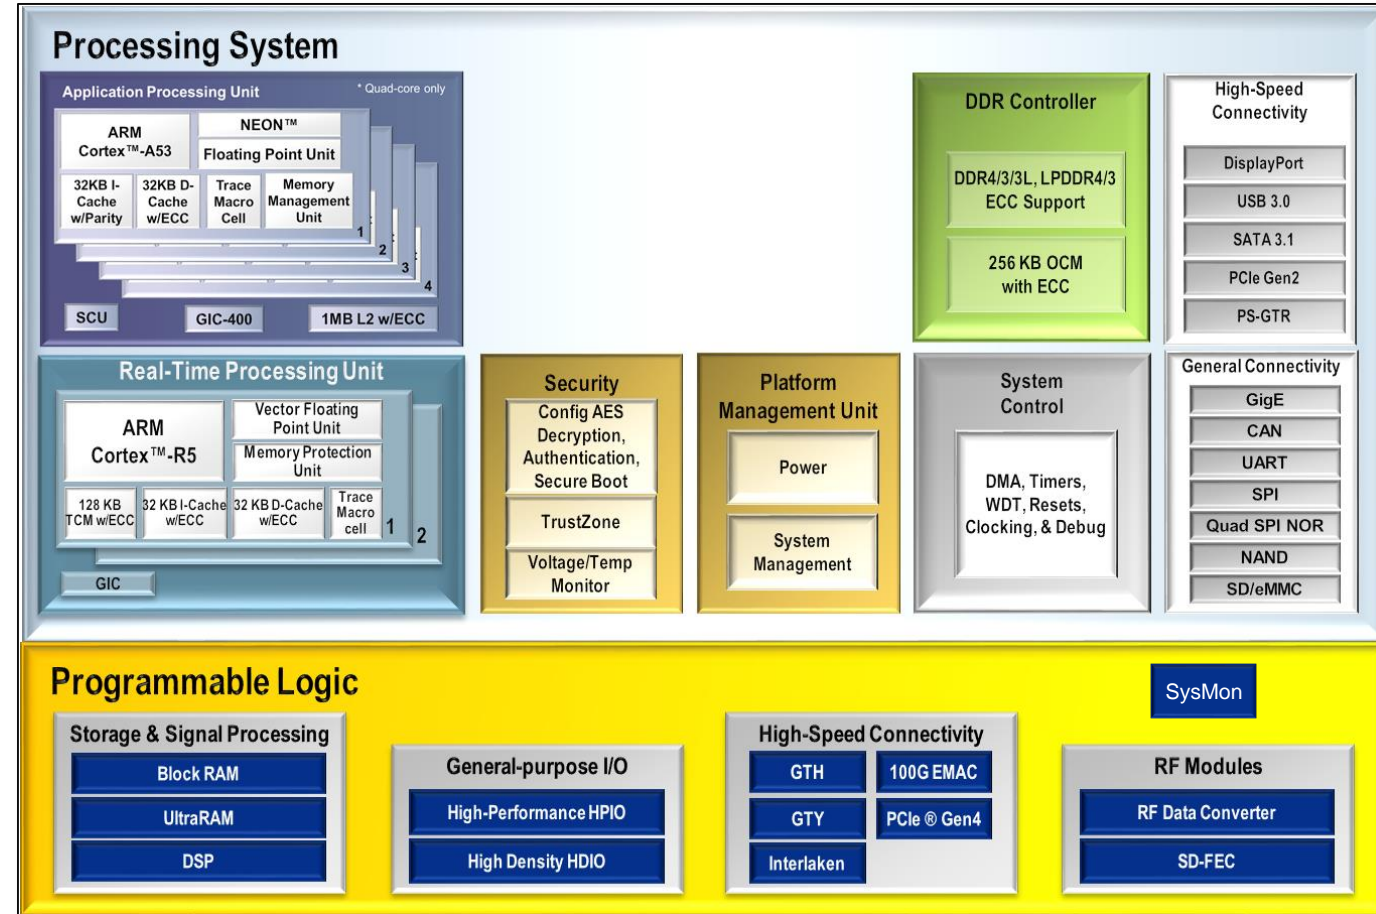 Processing System
Application Processing Unit
* Quad-core only
ARM
Cortex™-A53
NEON™
Floating Point Unit
32KB I-
Cache
w/Parity
32KB D-
Cache
w/ECC
Trace
Macro
Cell
Memory
Management
Unit
1
2
3
4
SCU
GIC-400
1MB L2 w/ECC
DDR Controller
DDR4/3/3L, LPDDR4/3
ECC Support
256 KB OCM
with ECC
High-Speed
Connectivity
DisplayPort
USB 3.0
SATA 3.1
PCIe Gen2
PS-GTR
Real-Time Processing Unit
ARM
Cortex™-R5
Vector Floating
Point Unit
Memory Protection
Unit
128 KB
TCM w/ECC
32 KB I-Cache
w/ECC
32 KB D-Cache
w/ECC
Trace
Macro
cell
1
2
GIC
Security
Config AES
Decryption,
Authentication,
Secure Boot
TrustZone
Voltage/Temp
Monitor
Platform
Management Unit
Power
System
Management
System
Control
DMA, Timers,
WDT, Resets,
Clocking, & Debug
General Connectivity
GigE
CAN
UART
SPI
Quad SPI NOR
NAND
SD/eMMC
Programmable Logic
SysMon
Storage & Signal Processing
Block RAM
UltraRAM
DSP
General-purpose I/O
High-Performance HPIO
High Density HDIO
High-Speed Connectivity
GTH
100G EMAC
GTY
PCIe ® Gen4
Interlaken
RF Modules
RF Data Converter
SD-FEC